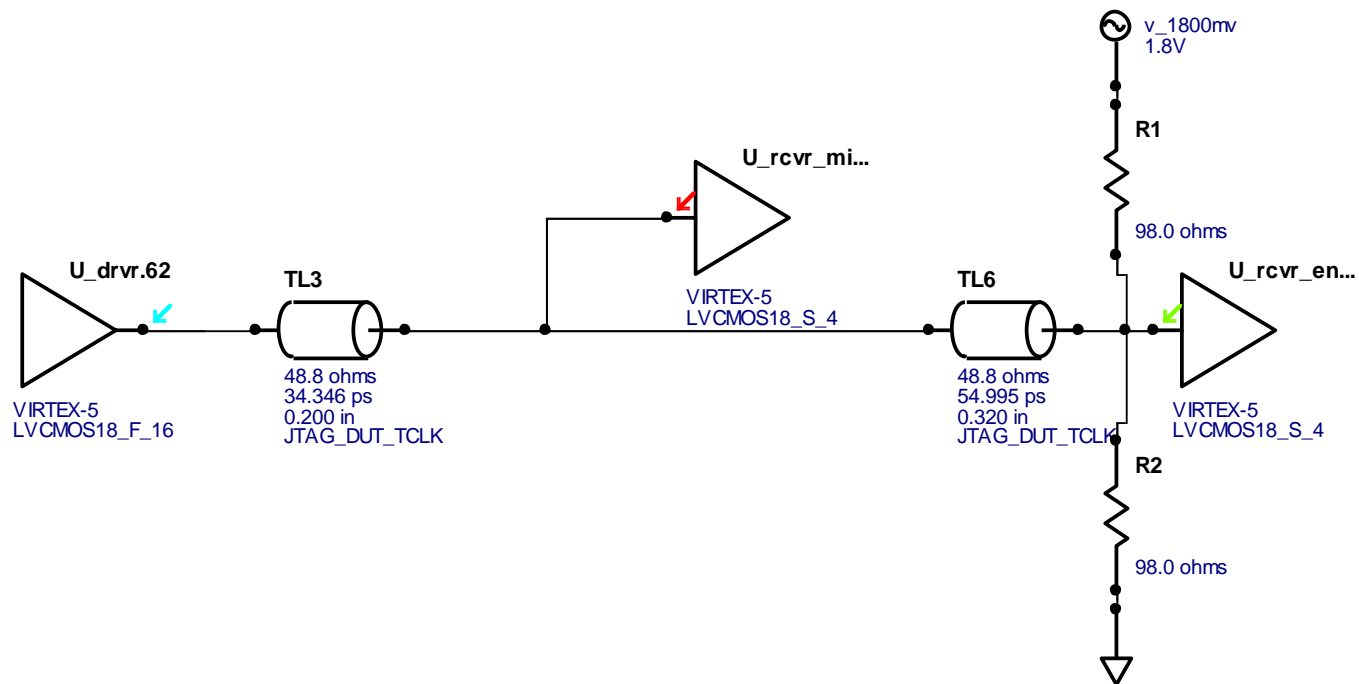 v_1800mv
1.8V
R1
98.0 ohms
U_rcvr_mi...
VIRTEX-5
LVCMOS18_S_4
U_drvr.62
VIRTEX-5
LVCMOS18_F_16
TL3
48.8 ohms
34.346 ps
0.200 in
JTAG_DUT_TCLK
TL6
48.8 ohms
54.995 ps
0.320 in
JTAG_DUT_TCLK
U_rcvr_en...
VIRTEX-5
LVCMOS18_S_4
R2
98.0 ohms